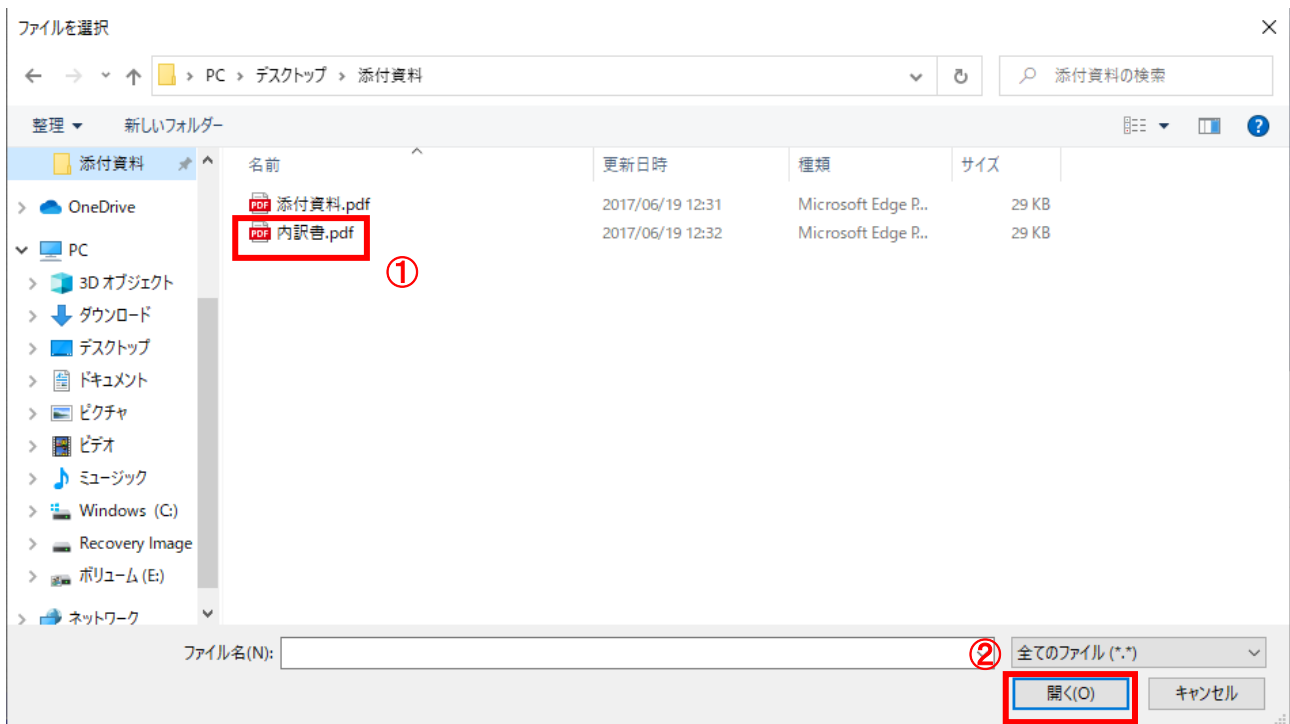 ファイルを選択
PC › デスクトップ › 添付資料
添付資料の検索
整理
新しいフォルダー
添付資料
名前 更新日時 種類 サイズ
OneDrive
添付資料.pdf 2017/06/19 12:31 Microsoft Edge P... 29 KB
内訳書.pdf 2017/06/19 12:32 Microsoft Edge P... 29 KB
①
PC
3D オブジェクト
ダウンロード
デスクトップ
ドキュメント
ピクチャ
ビデオ
ミュージック
Windows (C:)
Recovery Image
ボリューム (E:)
ネットワーク
ファイル名(N):
②
全てのファイル (*.*)
開く(O)
キャンセル